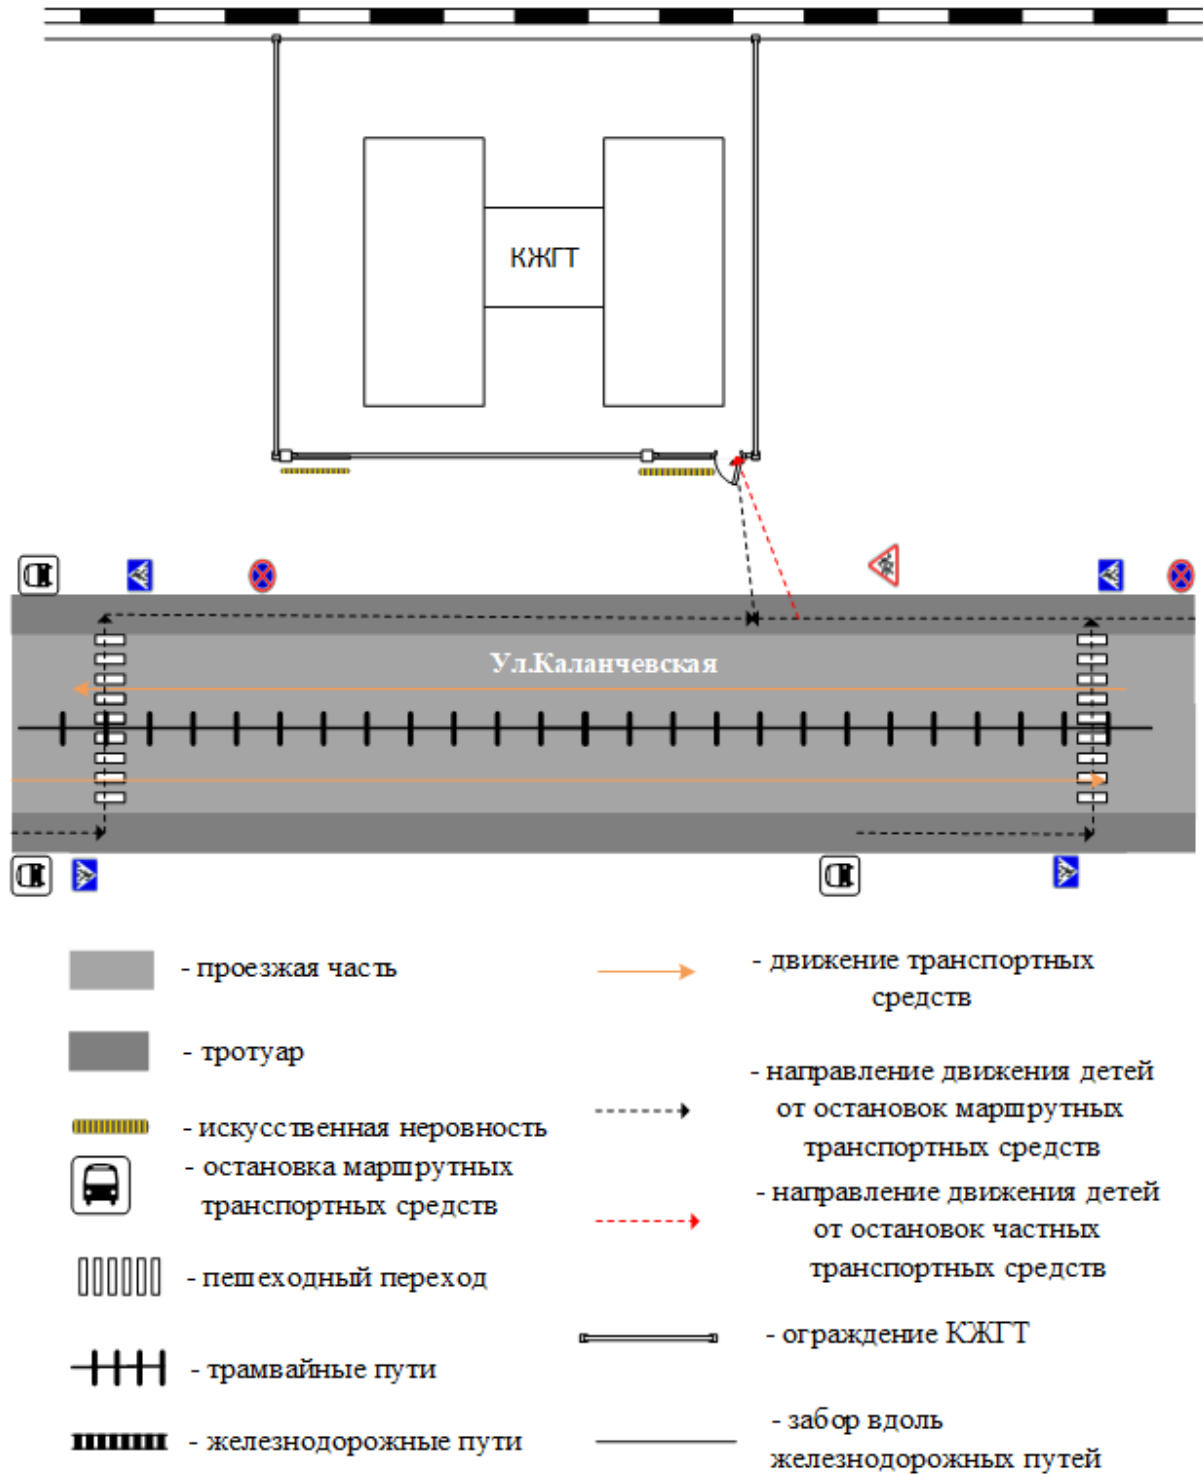 КЖГТ
Ул.Каланчевская
- проезжая часть
- тротуар
- искусственная неровность
- остановка маршрутных
транспортных средств
- пешеходный переход
- трамвайные пути
- железнодорожные пути
- движение транспортных
средств
- направление движения детей
от остановок маршрутных
транспортных средств
- направление движения детей
от остановок частных
транспортных средств
- ограждение КЖГТ
- забор вдоль
железнодорожных путей